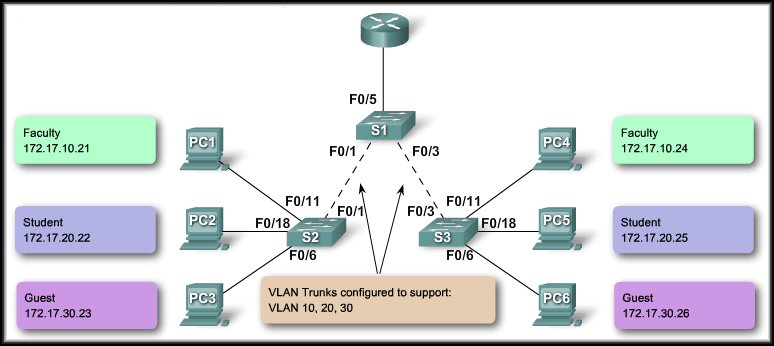 F0/5
S1
F0/1
F0/3
Faculty
172.17.10.21
PC1
F0/11
PC4
F0/11
Faculty
172.17.10.24
Student
172.17.20.22
PC2
F0/18
F0/1
S2
F0/6
F0/3
S3
F0/18
F0/6
PC5
Student
172.17.20.25
Guest
172.17.30.23
PC3
VLAN Trunks configured to support:
VLAN 10, 20, 30
PC6
Guest
172.17.30.26